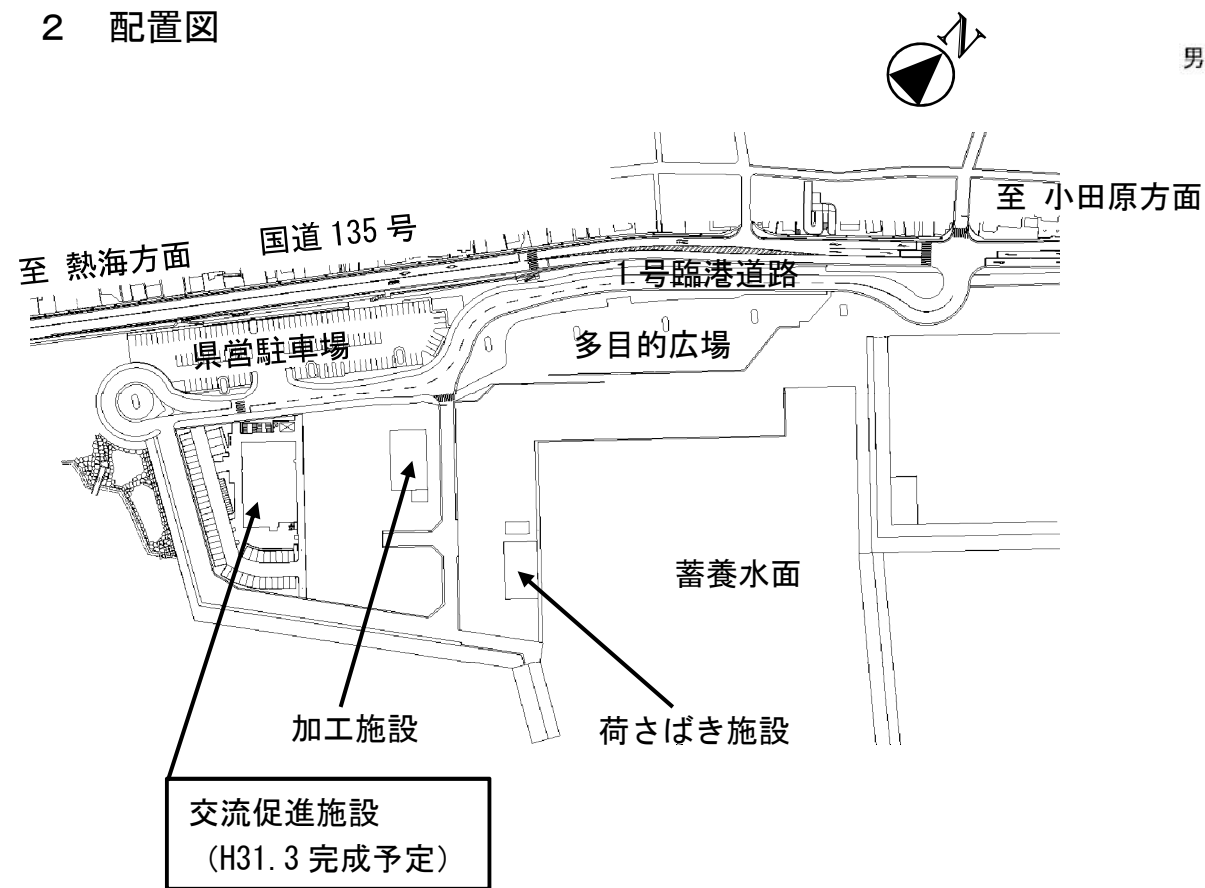 ２　配置図
N
男
至 小田原方面
国道 135 号
至 熱海方面
１号臨港道路
県営駐車場
多目的広場
蓄養水面
加工施設
荷さばき施設
交流促進施設
（H31.3 完成予定）